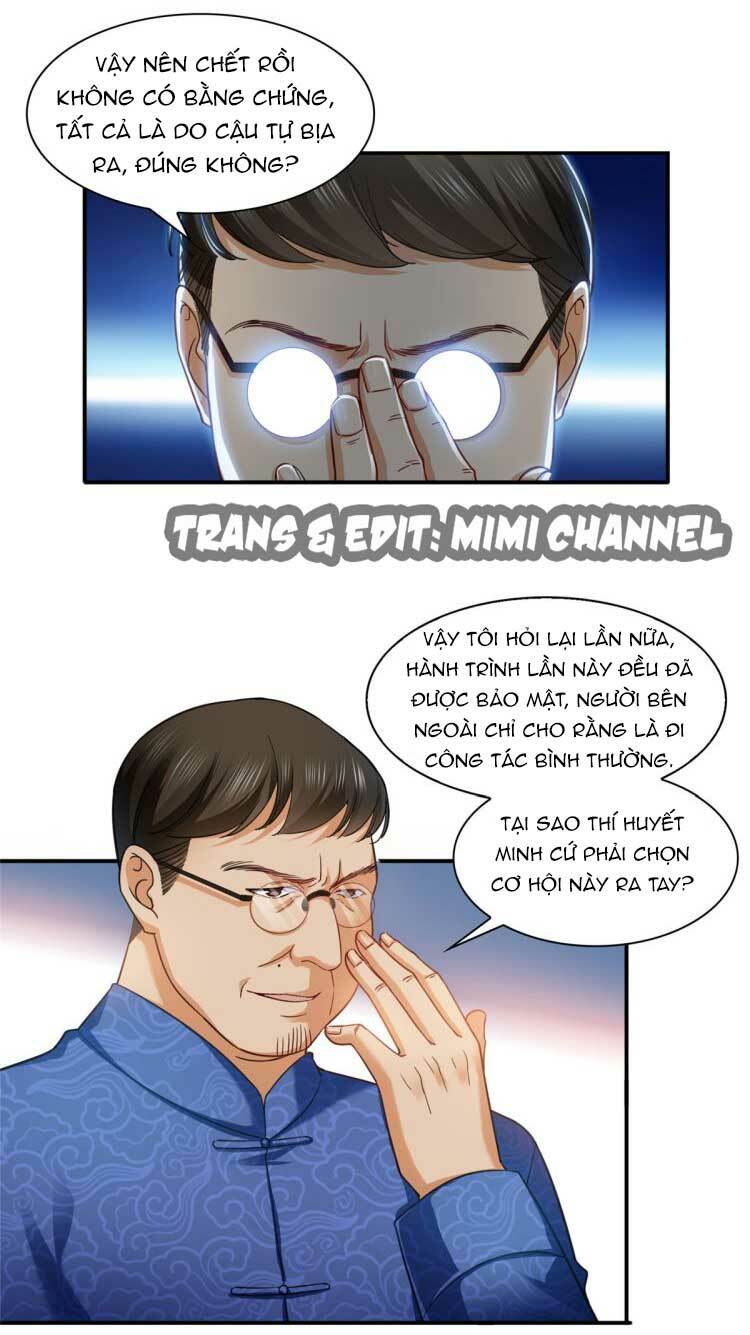 VẬY NÊN CHẾT RỒI
KHÔNG CÓ BẰNG CHỨNG,
TẤT CẢ LÀ DO CẬU TỰ BỊA
RA, ĐÚNG KHÔNG?
TRANS & EDIT: MIMI CHANNEL
VẬY TÔI HỎI LẠI LẦN NỮA,
HÀNH TRÌNH LẦN NÀY ĐỀU ĐÃ
ĐƯỢC BẢO MẬT, NGƯỜI BÊN
NGOÀI CHỈ CHO RẰNG LÀ ĐI
CÔNG TÁC BÌNH THƯỜNG.
TẠI SAO THÍ HUYẾT
MINH CỨ PHẢI CHỌN
CƠ HỘI NÀY RA TAY?